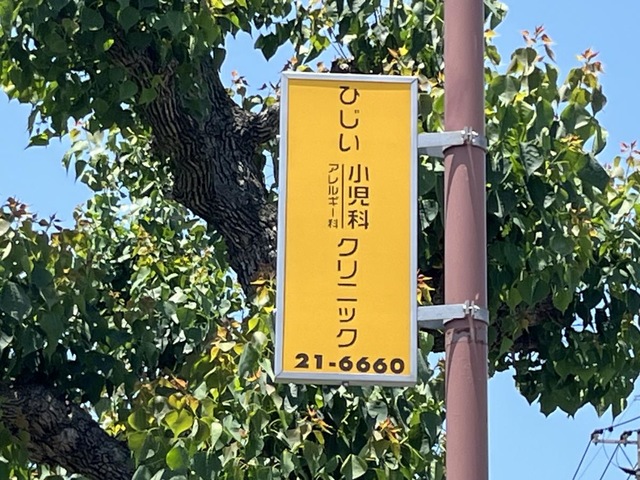 ひじい
小児科
アレルギー科
クリニック
21-6660